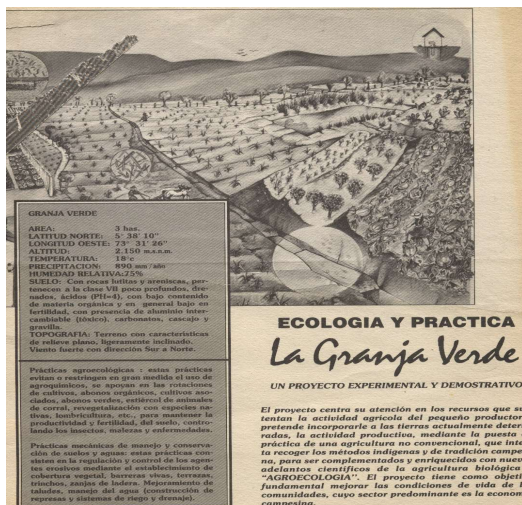 GRANJA VERDE
AREA: 3 has.
LATITUD NORTE: 5° 38' 10"
LONGITUD OESTE: 73° 31' 26"
ALTITUD: 2.150 m.s.n.m.
TEMPERATURA: 18°c
PRECIPITACION: 890 mm/año
HUMEDAD RELATIVA:75%
SUELO: Con rocas lutitas y areniscas, per-
tenecen a la clase VB poco profundos, dre-
nados, ácidos (PH=4), con bajo contenido
de materia orgánica y en general bajo en
fertilidad, con presencia de aluminio inter-
cambiable (tóxico). carbonatos, cascajo y
gravilla.
TOPOGRAFIA: Terreno con características
de relieve plano, ligeramente inclinado.
Viento fuerte con dirección Sur a Norte.
Prácticas agroecológicas : estas prácticas
evitan o restringen en gran medida el uso de
agroquímicos, se apoyan en las rotaciones
de cultivos, abonos orgánicos, cultivos aso-
ciados, abonos verdes, estiércol de animales
de corral, revegetalización con especies na-
tivas, lombricultura, etc., para mantener la
productividad y fertilidad, del suelo, contro-
lando los insectos, malezas y enfermedades.
Prácticas mecánicas de manejo y conserva-
ción de suelos y aguas: estas prácticas con-
sisten en la regulación y control de los agen-
tes erosivos mediante el establecimiento de
cobertura vegetal, barreras vivas, terrazas,
trinchos, zanjas de ladera. Mejoramiento de
taludes, manejo del agua (construcción de
represas y sistemas de riego y drenaje).
ECOLOGIA Y PRACTICA
La Granja Verde
UN PROYECTO EXPERIMENTAL Y DEMOSTRATIVO
El proyecto centra su atención en los recursos que su
tentan la actividad agrícola del pequeño productor
pretende incorporarle a las tierras actualmente deter
radas, la actividad productiva, mediante la puesta
práctica de una agricultura no convencional, que inte
ta recoger los métodos indígenas y de tradición campe
na, para ser complementados y enriquecidos con nuev
adelantos científicos de la agricultura biológica
"AGROECOLOGIA". El proyecto tiene como objeti
fundamental mejorar las condiciones de vida de l
comunidades, cuyo sector predominante es la econom
campesina.